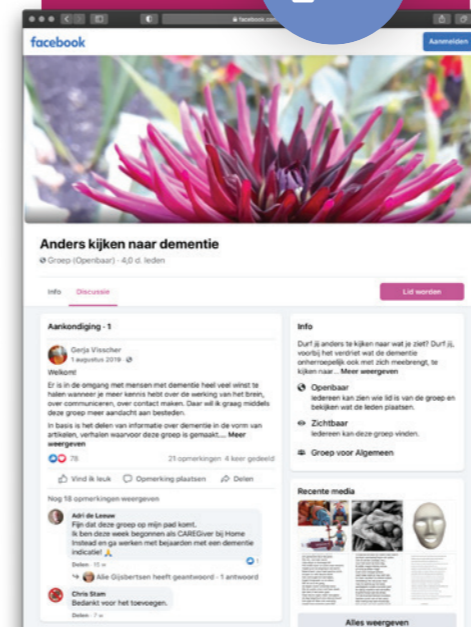 facebook.com
facebook
Aanmelden
Anders kijken naar dementie
Groep (Openbaar) · 4,0 d. leden
Info
Discussie
Lid worden
Aankondiging · 1
Gerja Visscher
1 augustus 2019 ·
Welkom!
Er is in de omgang met mensen met dementie heel veel winst te
halen wanneer je meer kennis hebt over de werking van het brein,
over communiceren, over contact maken. Daar wil ik graag middels
deze groep meer aandacht aan besteden.
In basis is het delen van informatie over dementie in de vorm van
artikelen, verhalen waarvoor deze groep is gemaakt.... Meer
weergeven
78
21 opmerkingen 4 keer gedeeld
Vind ik leuk
Opmerking plaatsen
Delen
Nog 18 opmerkingen weergeven
Adri de Leeuw
Fijn dat deze groep op mijn pad komt.
Ik ben deze week begonnen als CAREGiver bij Home
Instead en ga werken met bejaarden met een dementie
indicatie!
1
Delen · 15 w
Alie Gijsbertsen heeft geantwoord · 1 antwoord
Chris Stam
Bedankt voor het toevoegen.
Delen · 7 w
Info
Durf jij anders te kijken naar wat je ziet? Durf jij,
voorbij het verdriet wat de dementie
onherroepelijk ook met zich meebrengt, te
kijken naar... Meer weergeven
Openbaar
Iedereen kan zien wie lid is van de groep en
bekijken wat de leden plaatsen.
Zichtbaar
Iedereen kan deze groep vinden.
Groep voor Algemeen
Recente media
Alles weergeven